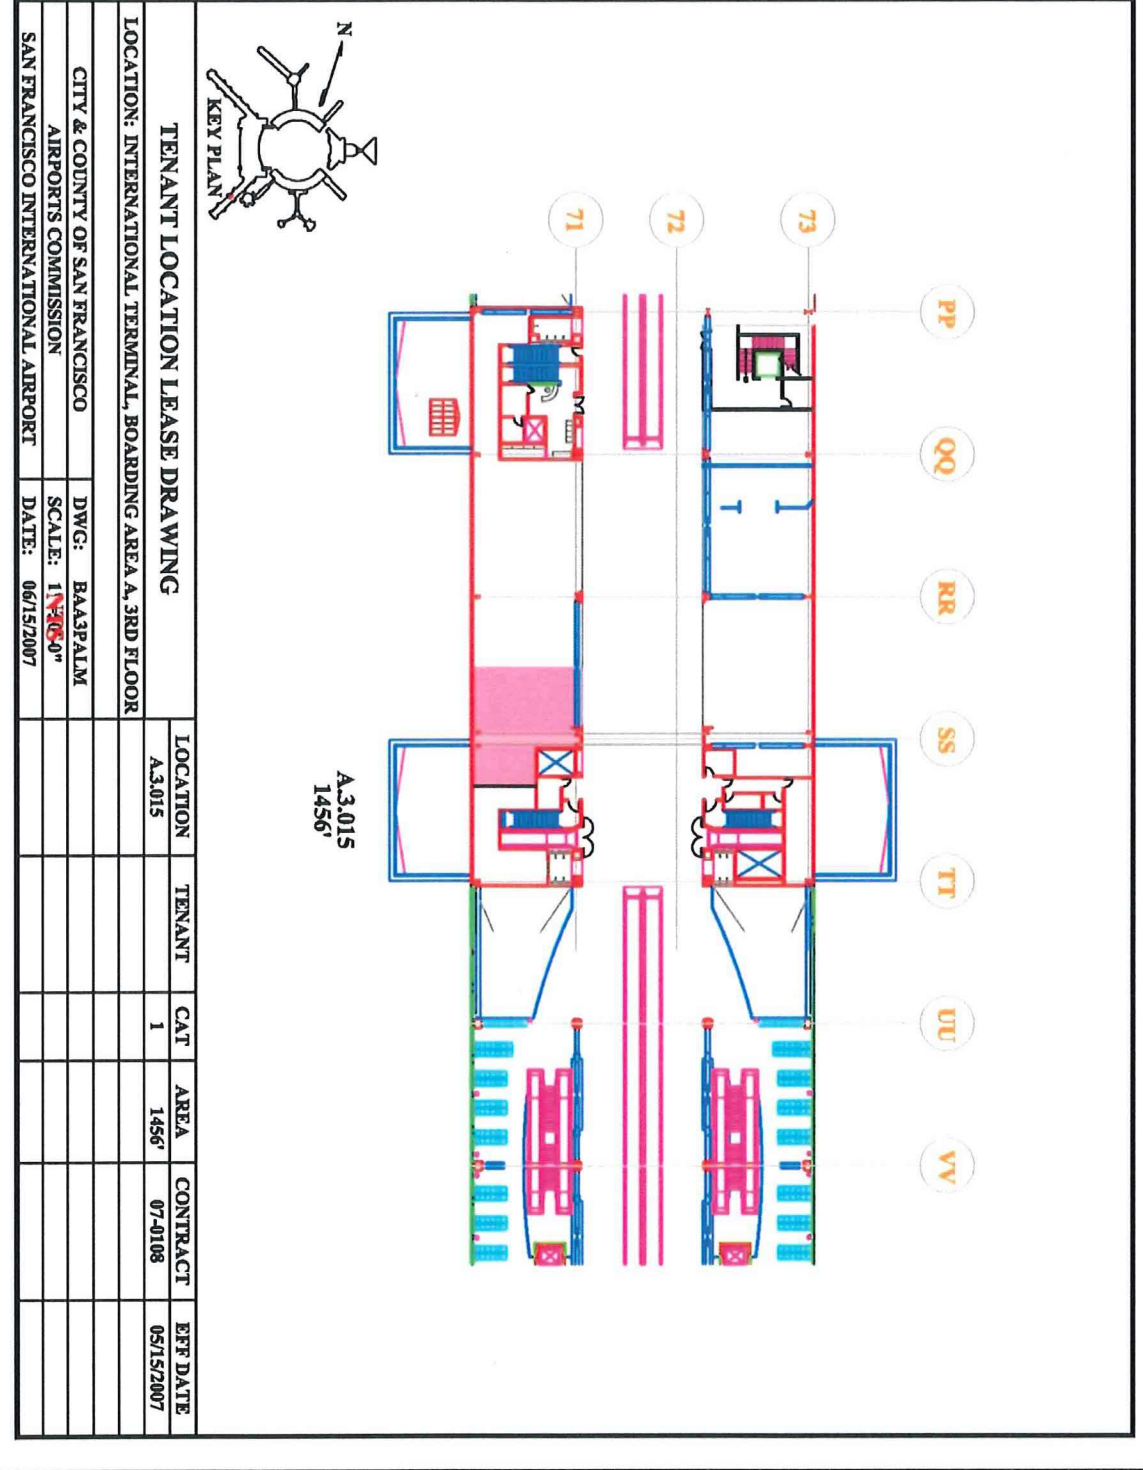 N
KEY PLAN
71
72
73
PP
QQ
RR
SS
TT
UU
VV
A.3.015
1456'
TENANT LOCATION LEASE DRAWING
LOCATION: INTERNATIONAL TERMINAL, BOARDING AREA A, 3RD FLOOR
CITY & COUNTY OF SAN FRANCISCO
AIRPORTS COMMISSION
SAN FRANCISCO INTERNATIONAL AIRPORT
DWG: BAA3PALM
SCALE:
DATE: 06/15/2007
LOCATION TENANT CAT AREA CONTRACT EFF DATE
A.3.015 1 1456' 07-0108 05/15/2007